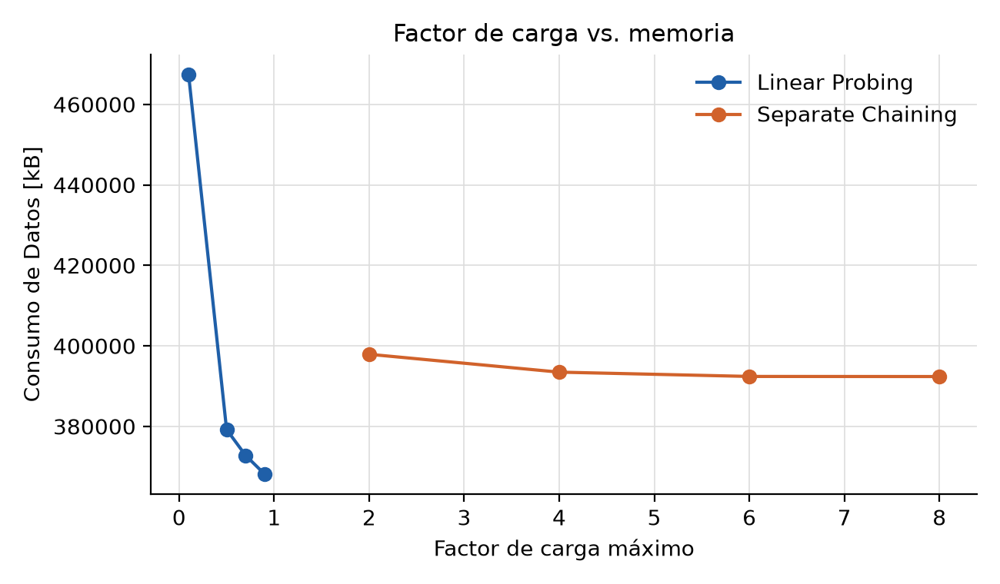 Factor de carga vs. memoria
Linear Probing
Separate Chaining
Consumo de Datos [kB]
460000
440000
420000
400000
380000
0 1 2 3 4 5 6 7 8
Factor de carga máximo